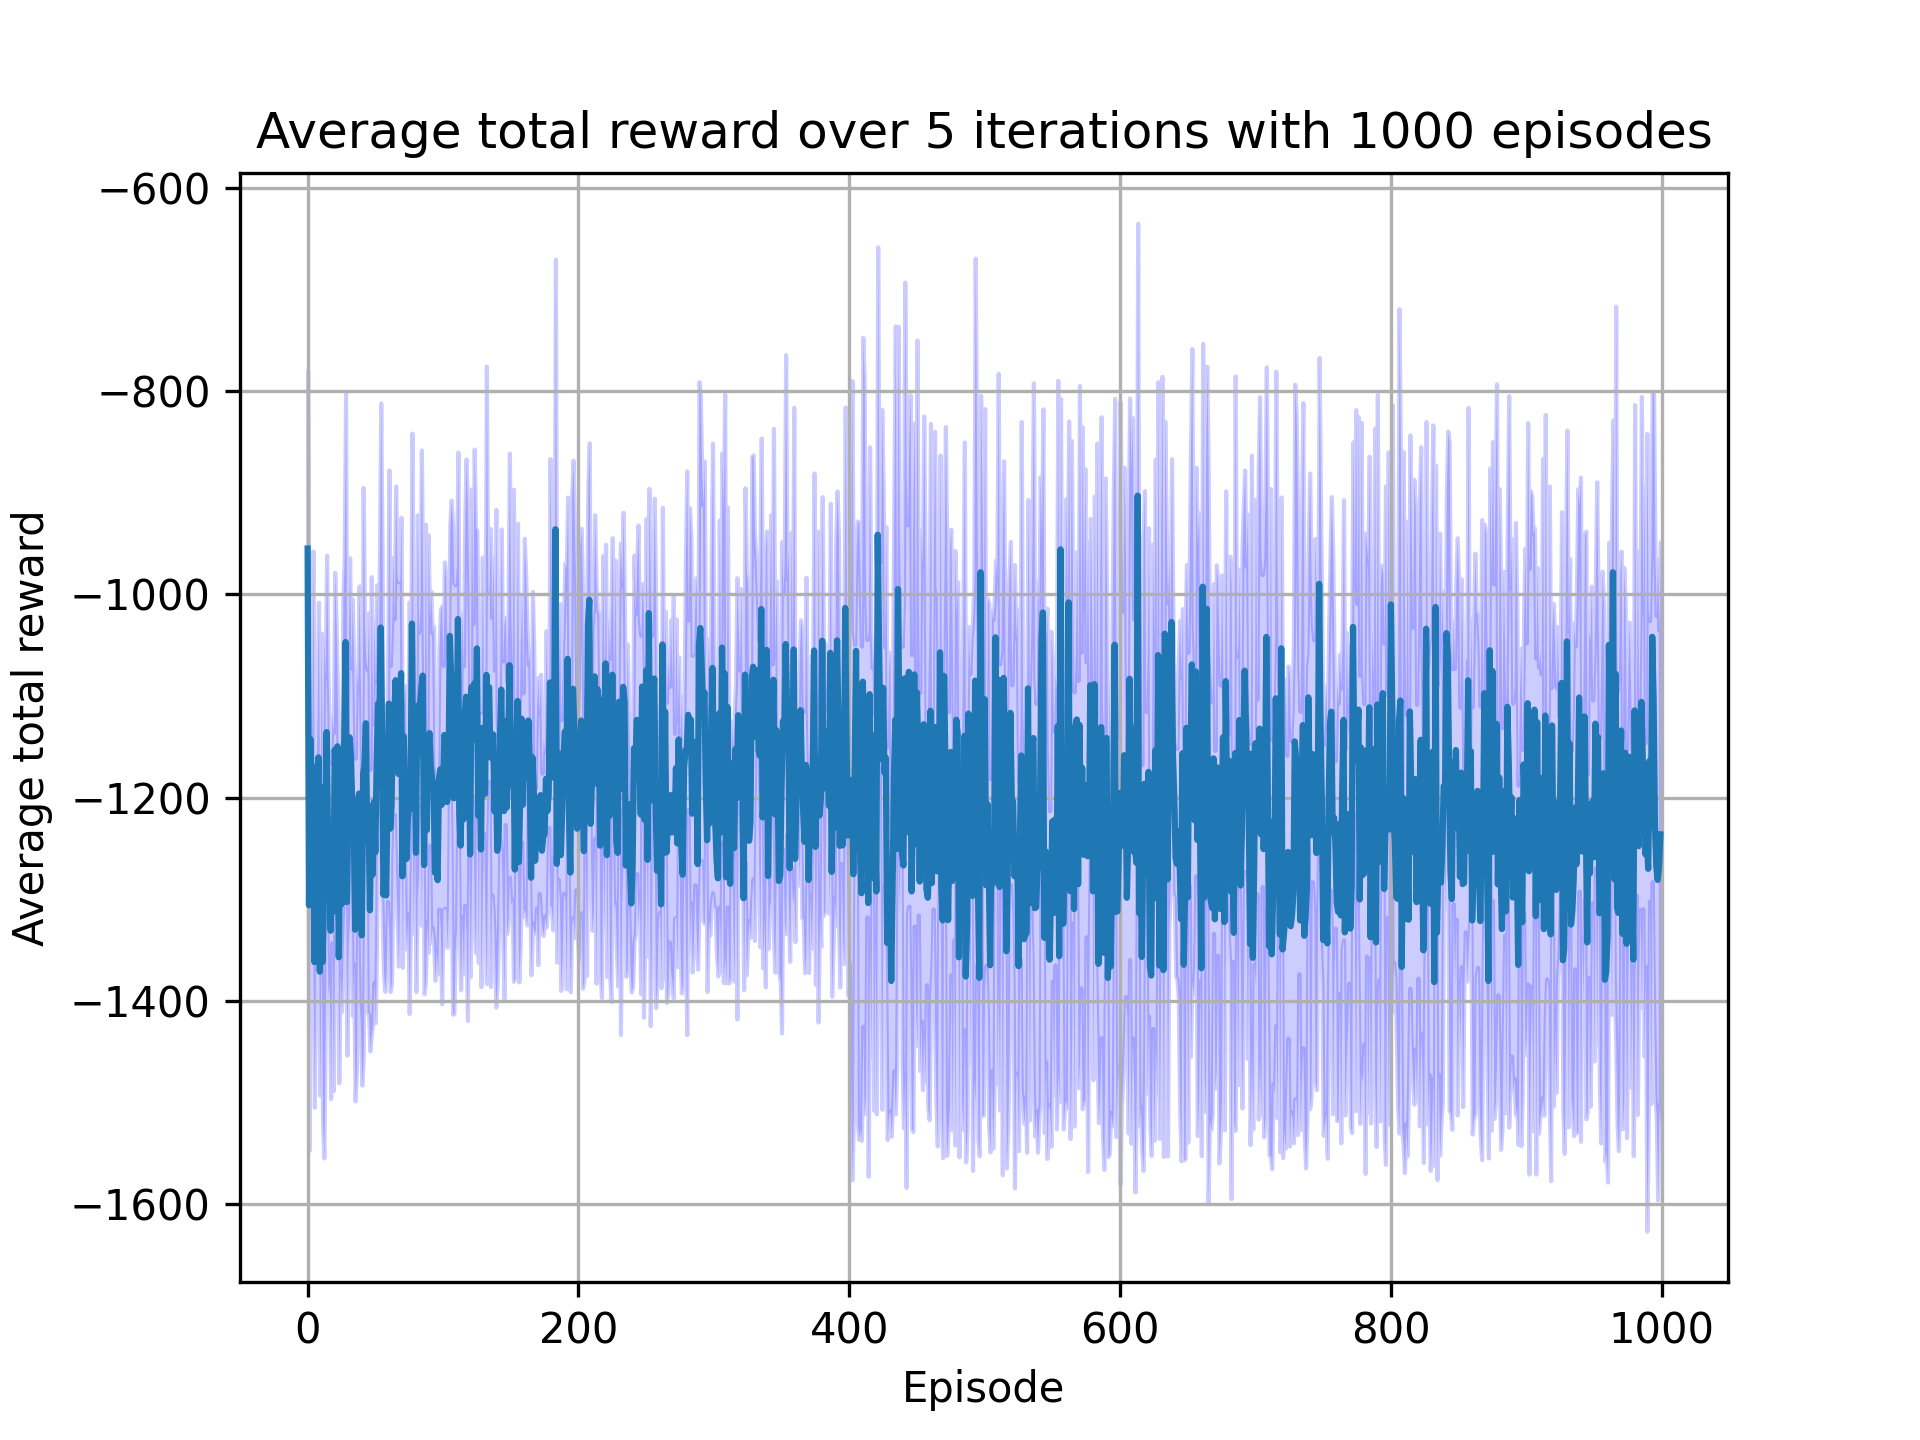 Average total reward over 5 iterations with 1000 episodes
−600
−800
−1000
−1200
−1400
−1600
Average total reward
0 200 400 600 800 1000
Episode